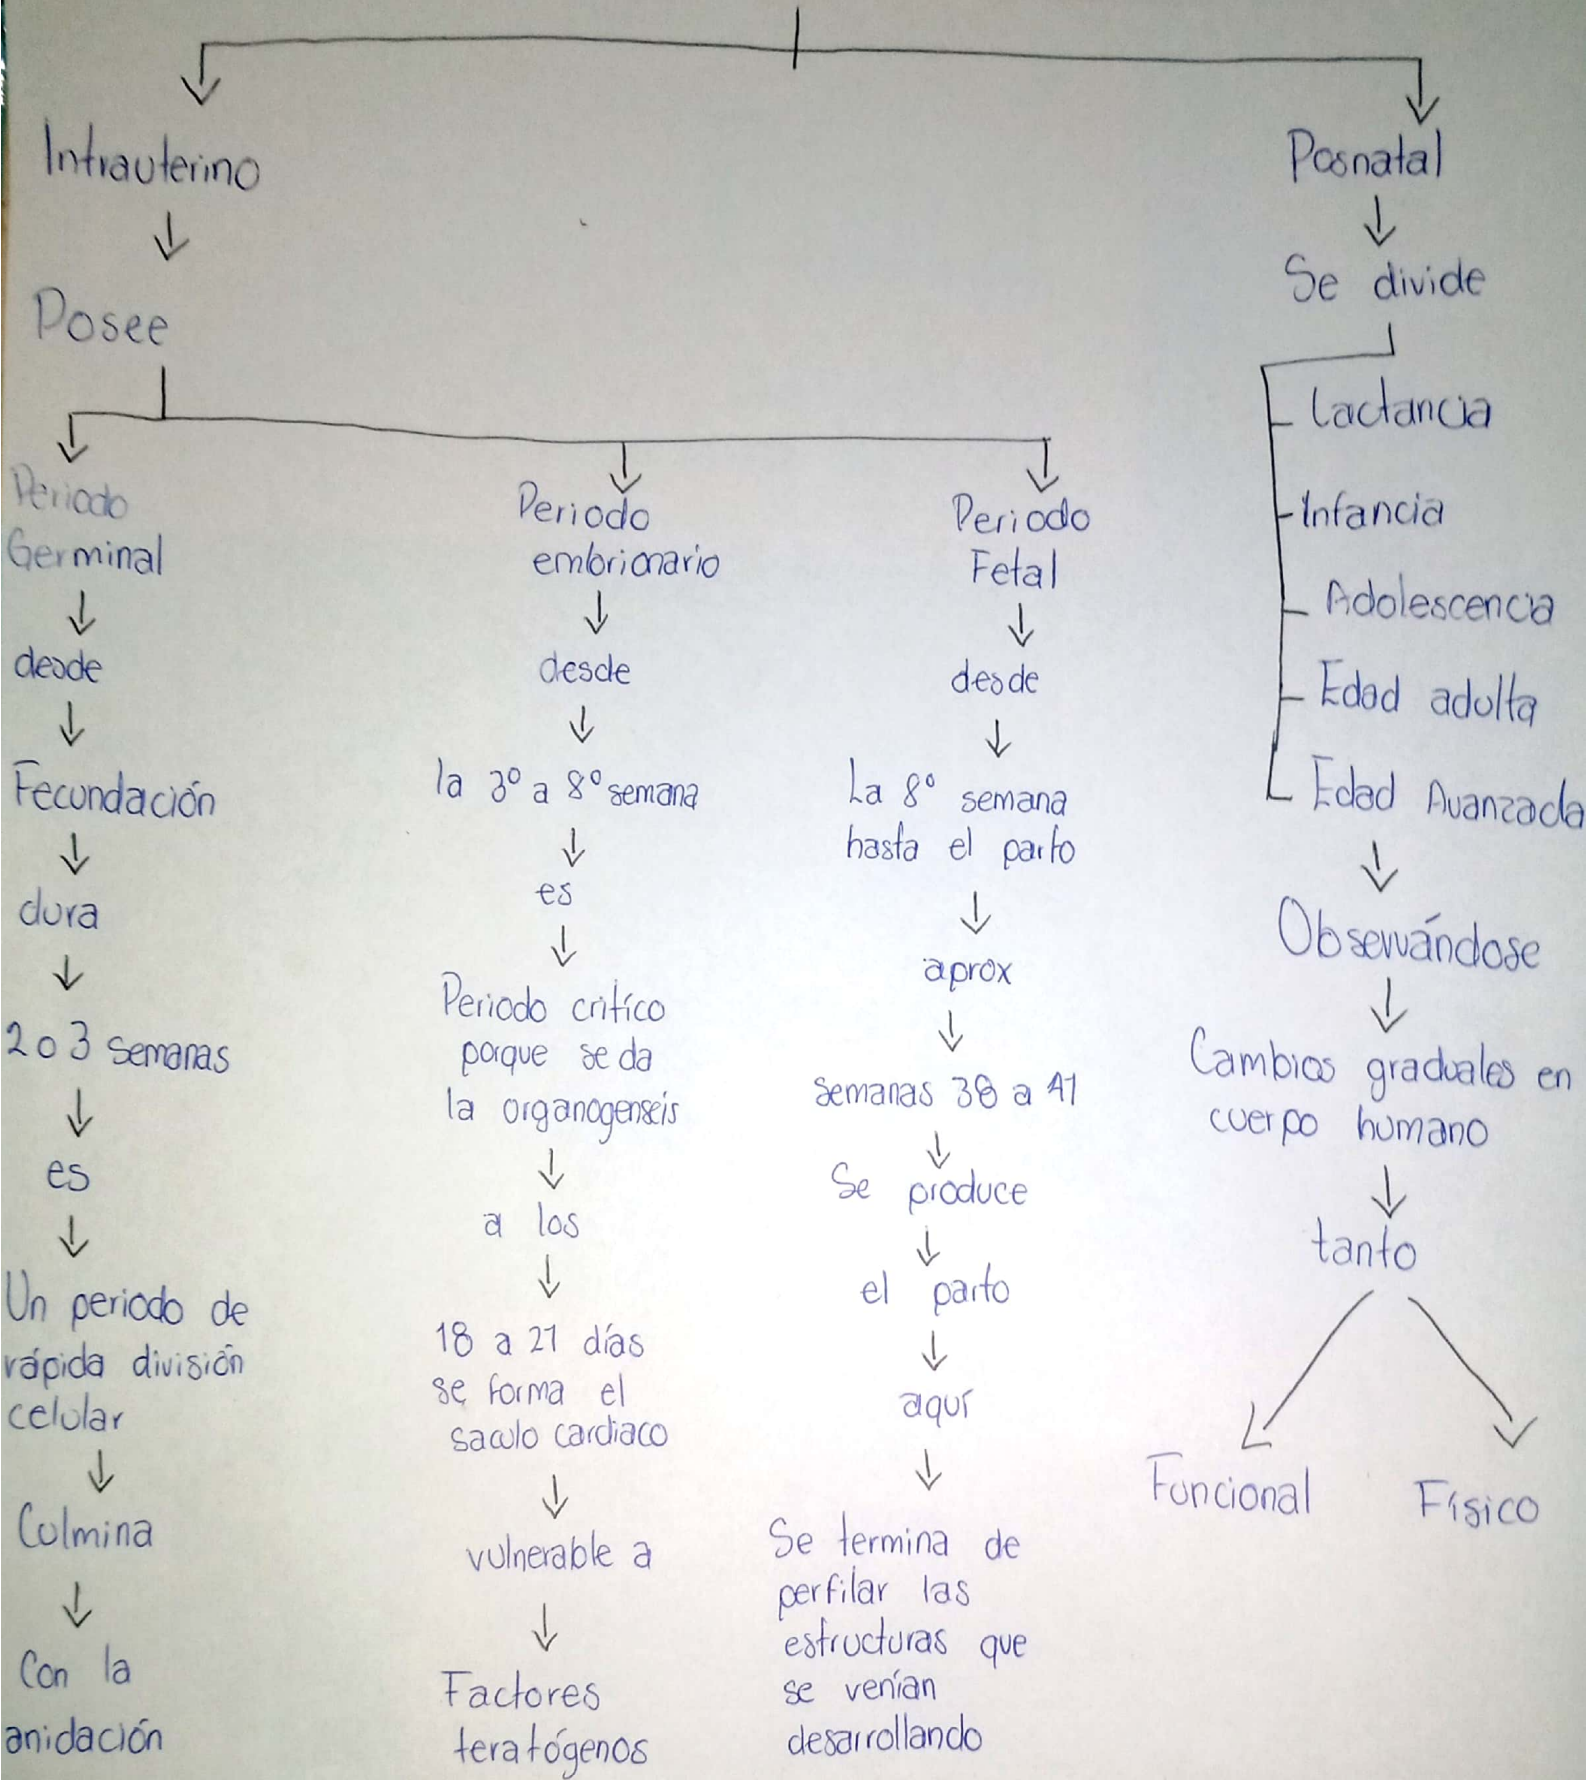 Intrauterino
Posee
Periodo
Germinal
desde
Fecundación
dura
2 o 3 semanas
es
Un periodo de
rápida división
celular
Culmina
Con la
anidación
Periodo
embrionario
desde
la 3º a 8º semana
es
Periodo crítico
porque se da
la organogenseis
a los
18 a 21 días
se forma el
saculo cardiaco
vulnerable a
Factores
teratógenos
Periodo
Fetal
desde
La 8º semana
hasta el parto
aprox
semanas 38 a 41
Se produce
el parto
aquí
Se termina de
perfilar las
estructuras que
se venían
desarrollando
Posnatal
Se divide
Lactancia
Infancia
Adolescencia
Edad adulta
Edad Avanzada
Observándose
Cambios graduales en
cuerpo humano
tanto
Funcional
Físico